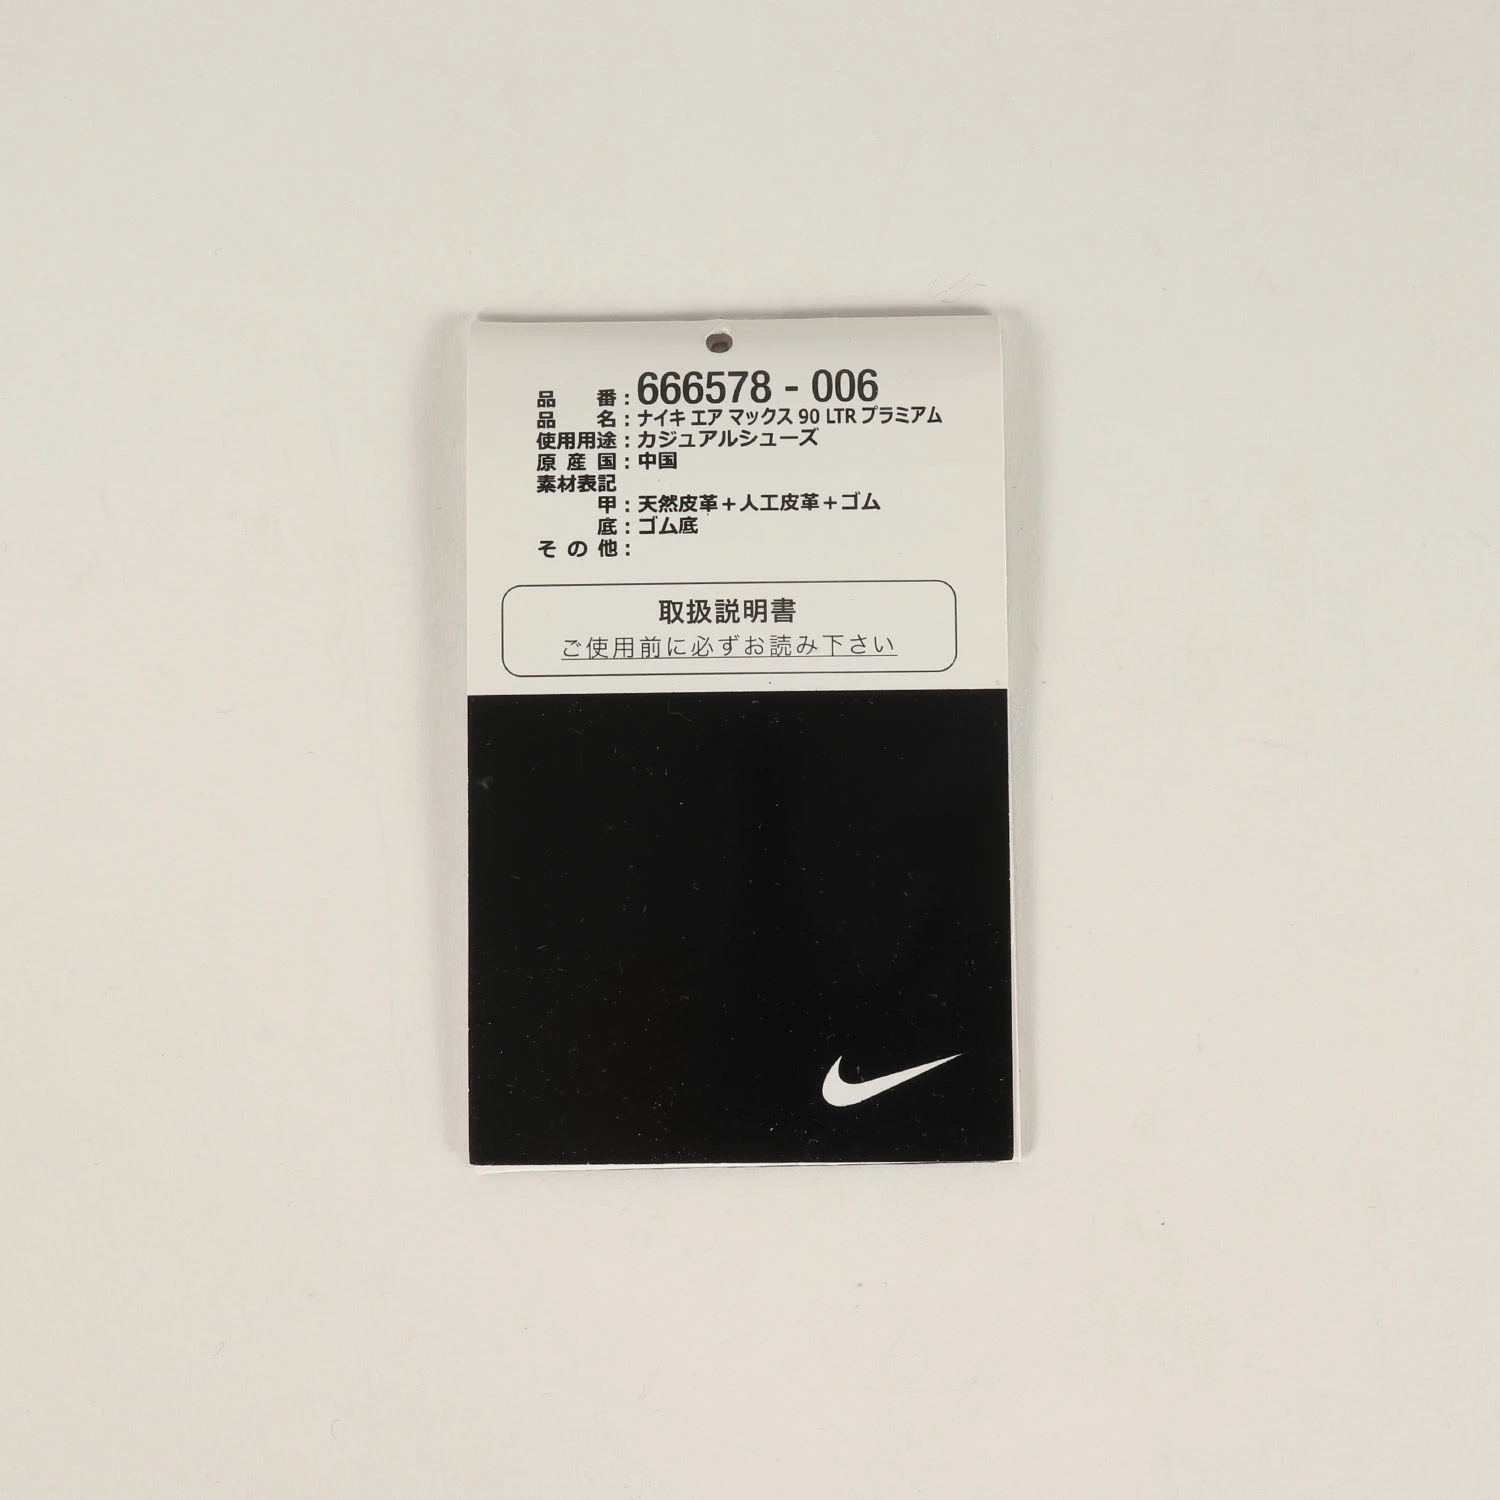 品　番：666578 - 006
品　名：ナイキ エア マックス 90 LTR プラミアム
使用用途：カジュアルシューズ
原 産 国：中国
素材表記
甲：天然皮革＋人工皮革＋ゴム
底：ゴム底
そ の 他：
取扱説明書
ご使用前に必ずお読み下さい